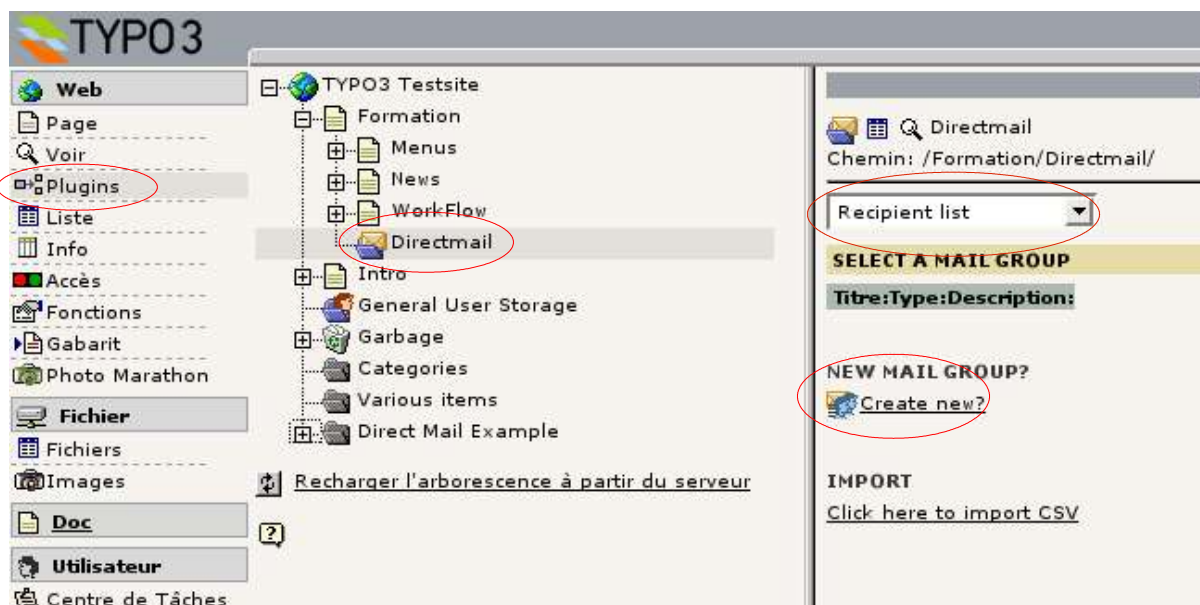 TYPO3
Web
Page
Voir
Plugins
Liste
Info
Accès
Fonctions
Gabarit
Photo Marathon
Fichier
Fichiers
Images
Doc
Utilisateur
Centre de Tâches
TYPO3 Testsite
Formation
Menus
News
WorkFlow
Directmail
Intro
General User Storage
Garbage
Categories
Various items
Direct Mail Example
Recharger l'arborescence à partir du serveur
Directmail
Chemin: /Formation/Directmail/
Recipient list
SELECT A MAIL GROUP
Titre:Type:Description:
NEW MAIL GROUP?
Create new?
IMPORT
Click here to import CSV